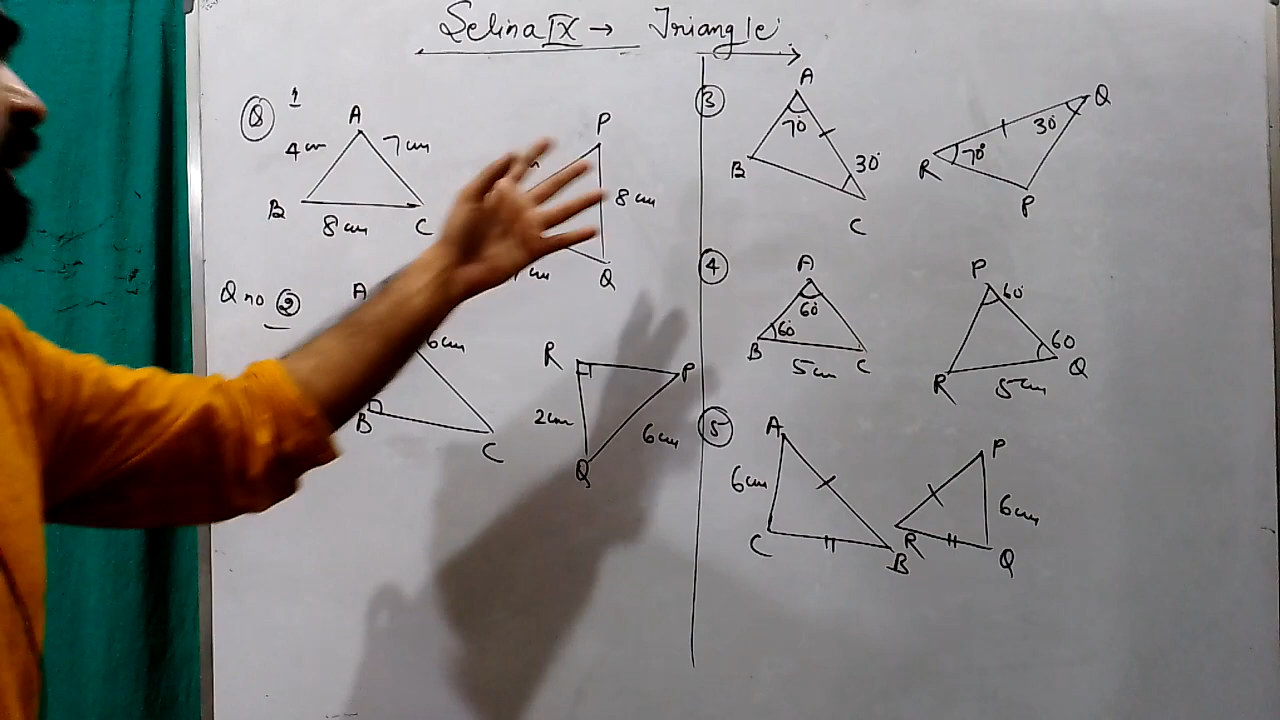 Selina IX → Triangle
Q 1
A
4 cm
7 cm
B
8 cm
C
P
8 cm
Q
Q no 2
A
6 cm
B
C
R
P
2 cm
6 cm
Q
3
A
70°
30°
B
C
Q
30°
R
70°
P
4
A
60°
60°
B
5 cm
C
P
60°
60
R
5 cm
Q
5
A
6 cm
C
B
P
6 cm
R
Q